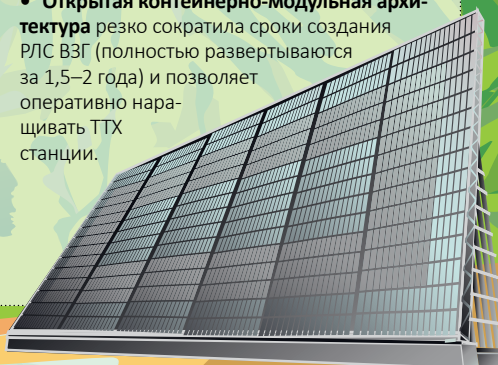 • Открытая контейнерно-модульная архи-
тектура резко сократила сроки создания
РЛС ВЗГ (полностью развертываются
за 1,5–2 года) и позволяет
оперативно нара-
щивать ТТХ
станции.